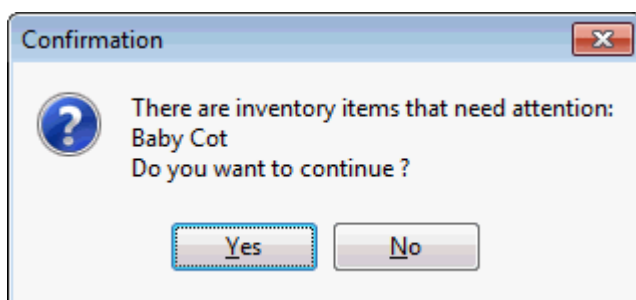 Confirmation
There are inventory items that need attention:
Baby Cot
Do you want to continue ?
Yes
No